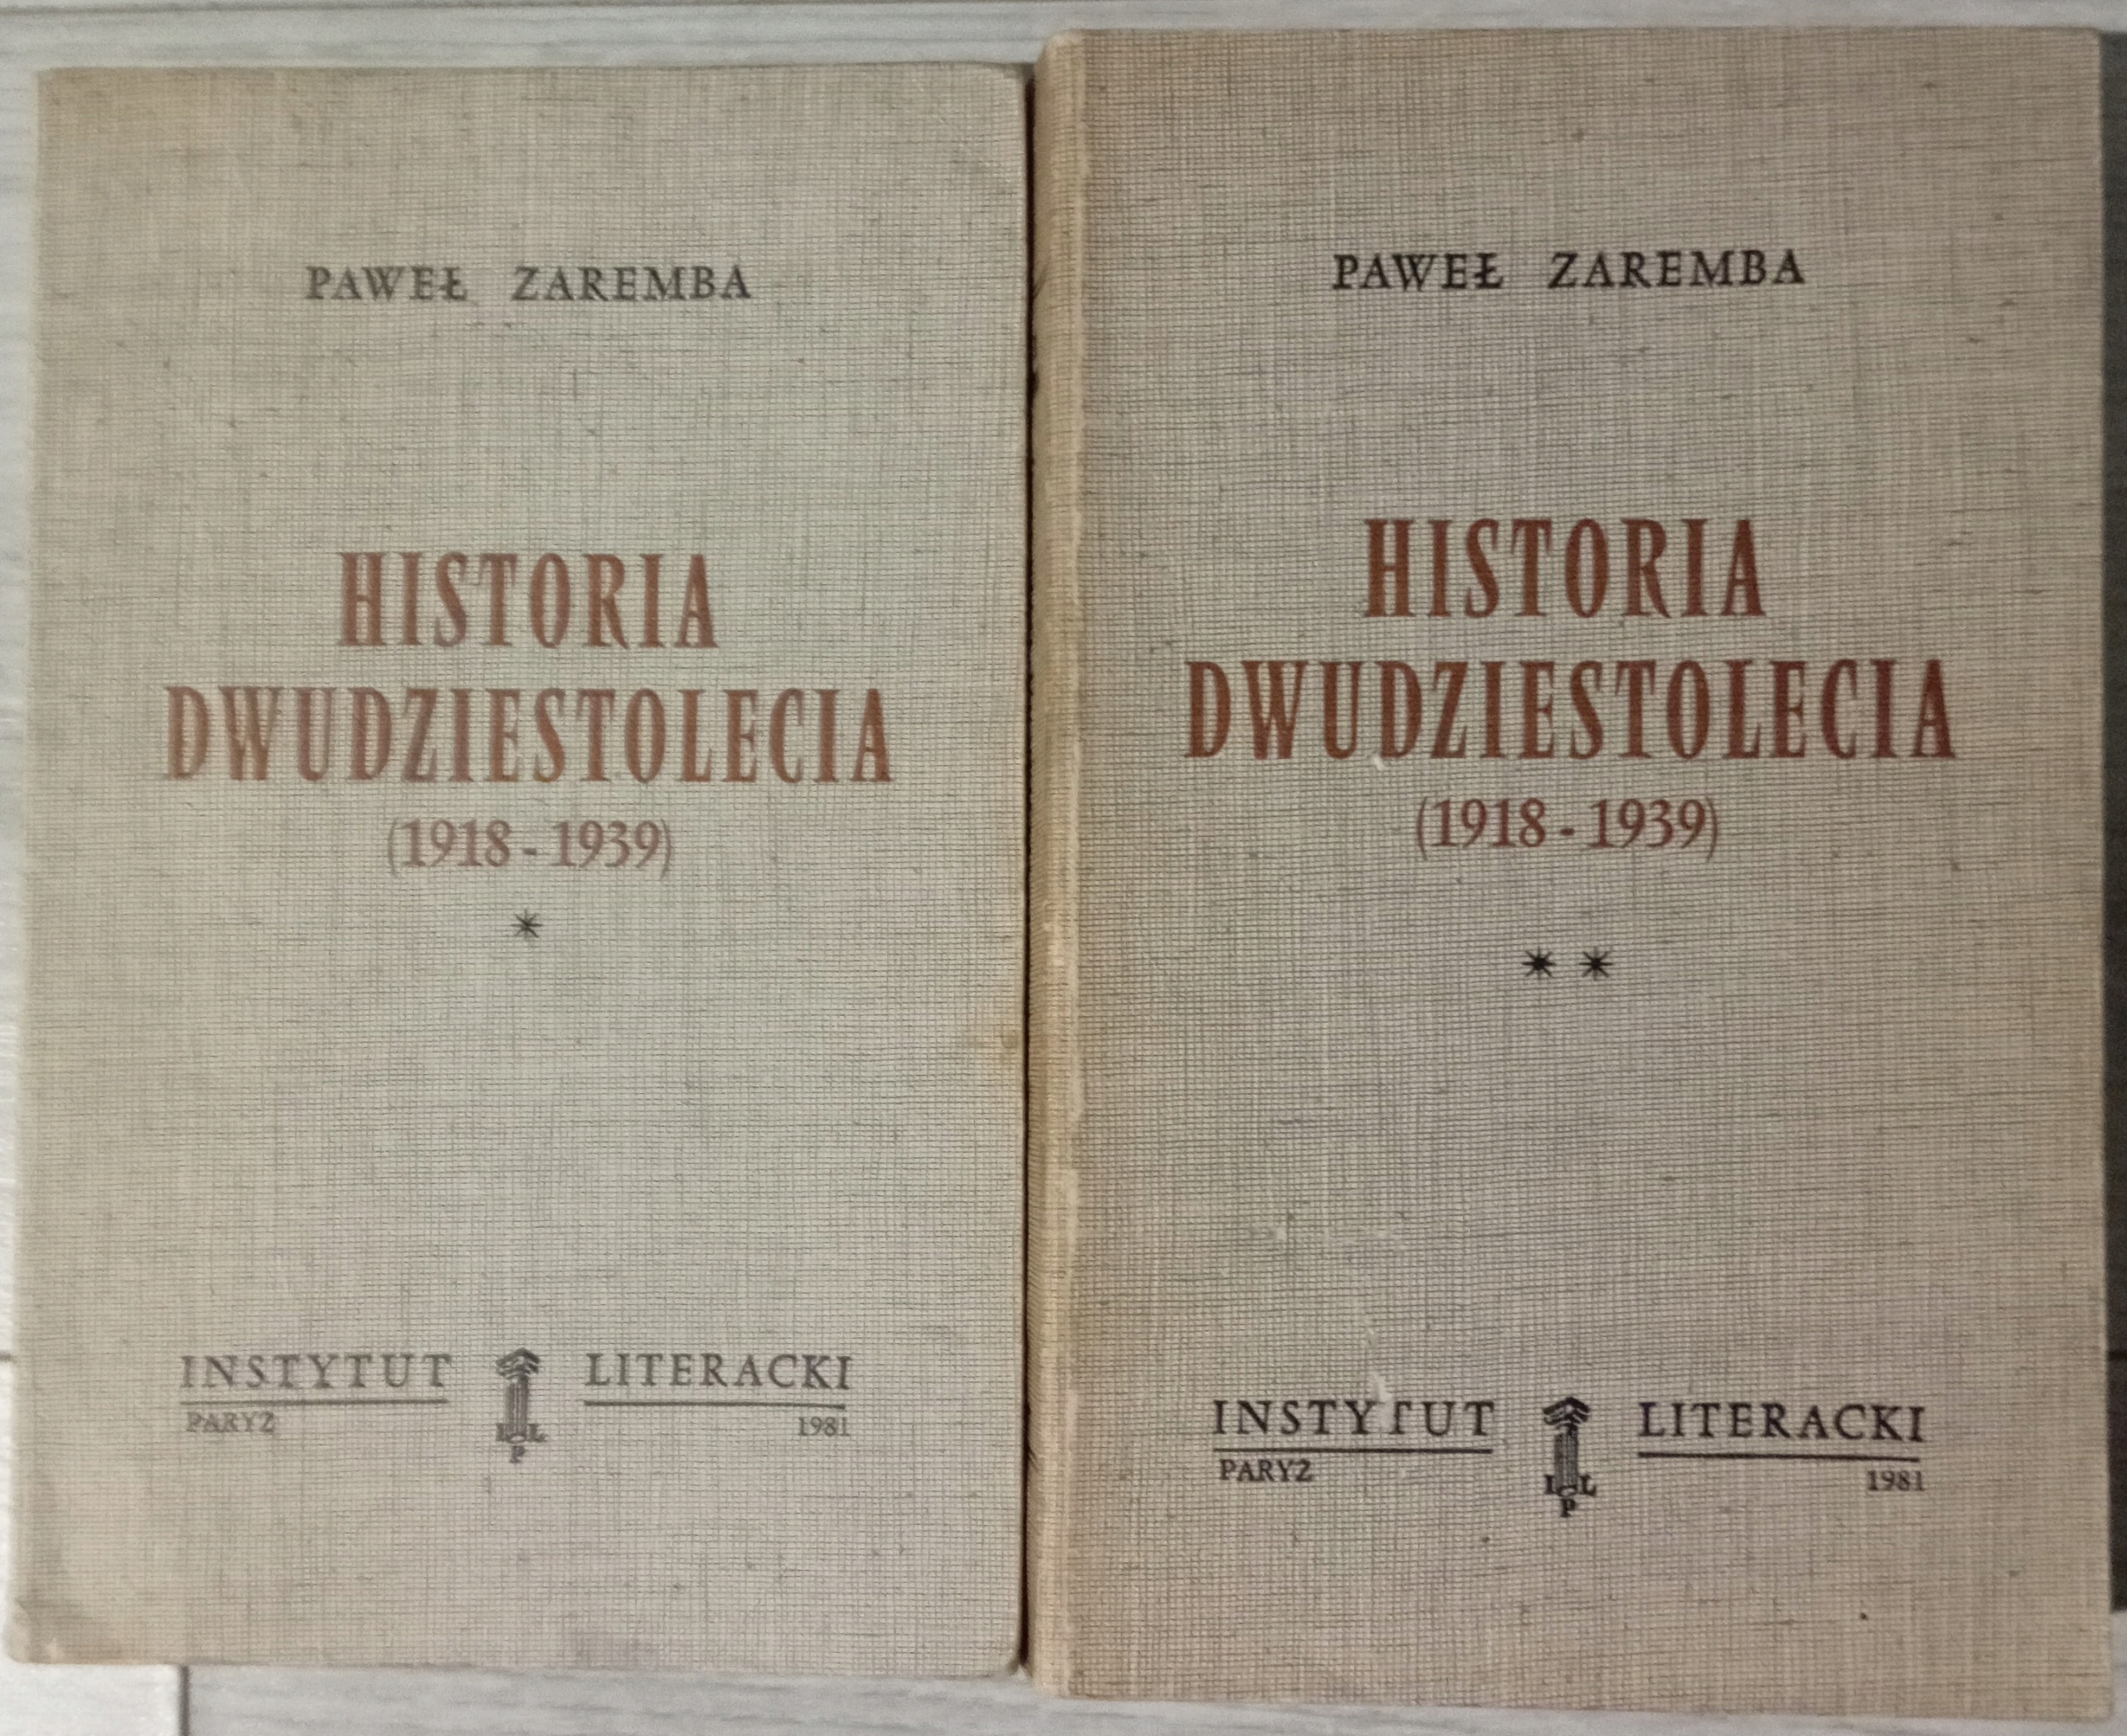 PAWEŁ ZAREMBA
HISTORIA
DWUDZIESTOLECIA
(1918 - 1939)
*
INSTYTUT LITERACKI
PARYŻ 1981
I L
P
PAWEŁ ZAREMBA
HISTORIA
DWUDZIESTOLECIA
(1918 - 1939)
* *
INSTYTUT LITERACKI
PARYŻ 1981
I L
P